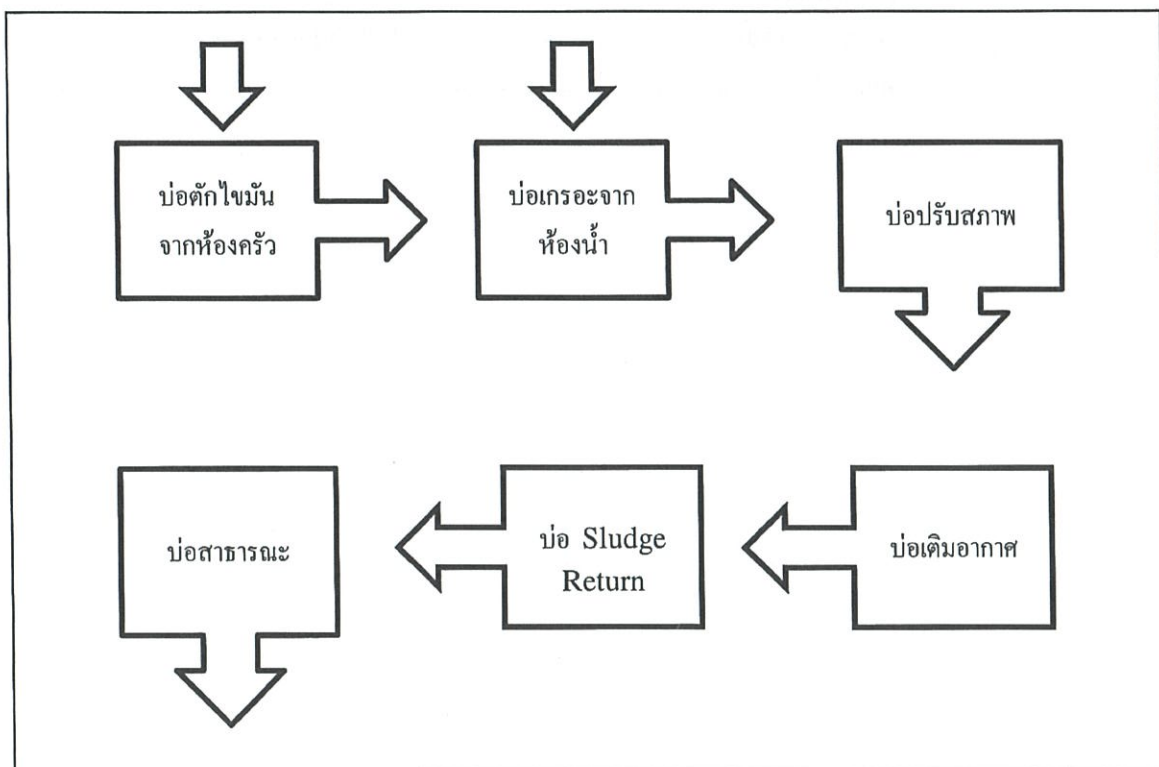 บ่อดักไขมัน
จากห้องครัว
บ่อเกรอะจาก
ห้องน้ำ
บ่อปรับสภาพ
บ่อเติมอากาศ
บ่อ Sludge
Return
บ่อสาธารณะ